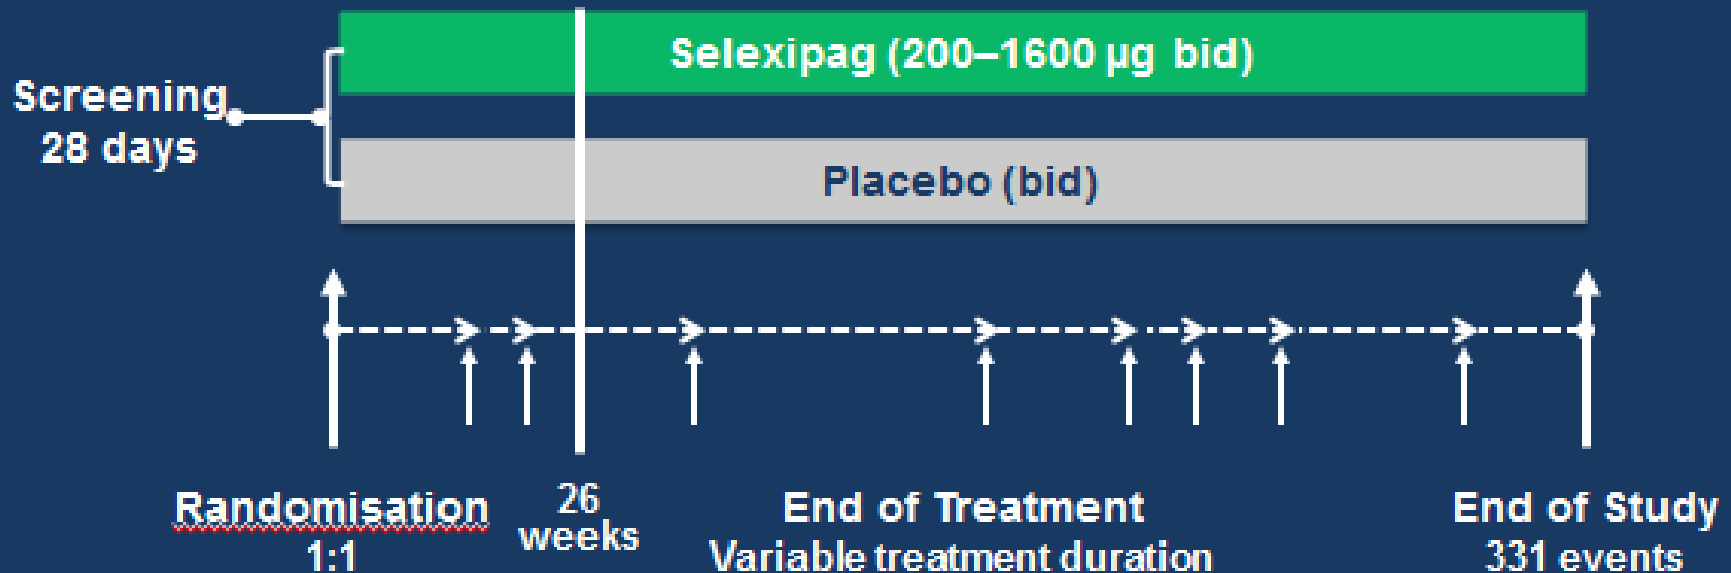 Selexipag (200–1600 µg bid)
Screening
28 days
Placebo (bid)
Randomisation
1:1
26
weeks
End of Treatment
Variable treatment duration
End of Study
331 events